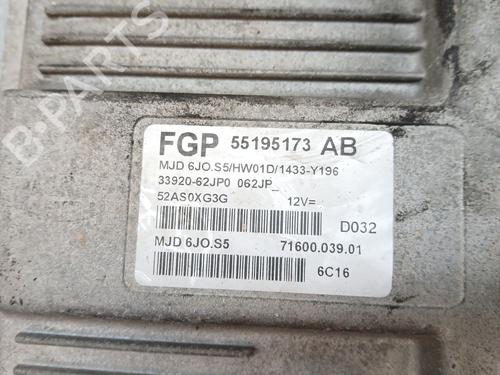 B-PARTS
FGP 55195173 AB
MJD 6JO.S5/HW01D/1433-Y196
33920-62JP0 062JP_
52AS0XG3G 12V=
D032
MJD 6JO.S5 71600.039.01
6C16